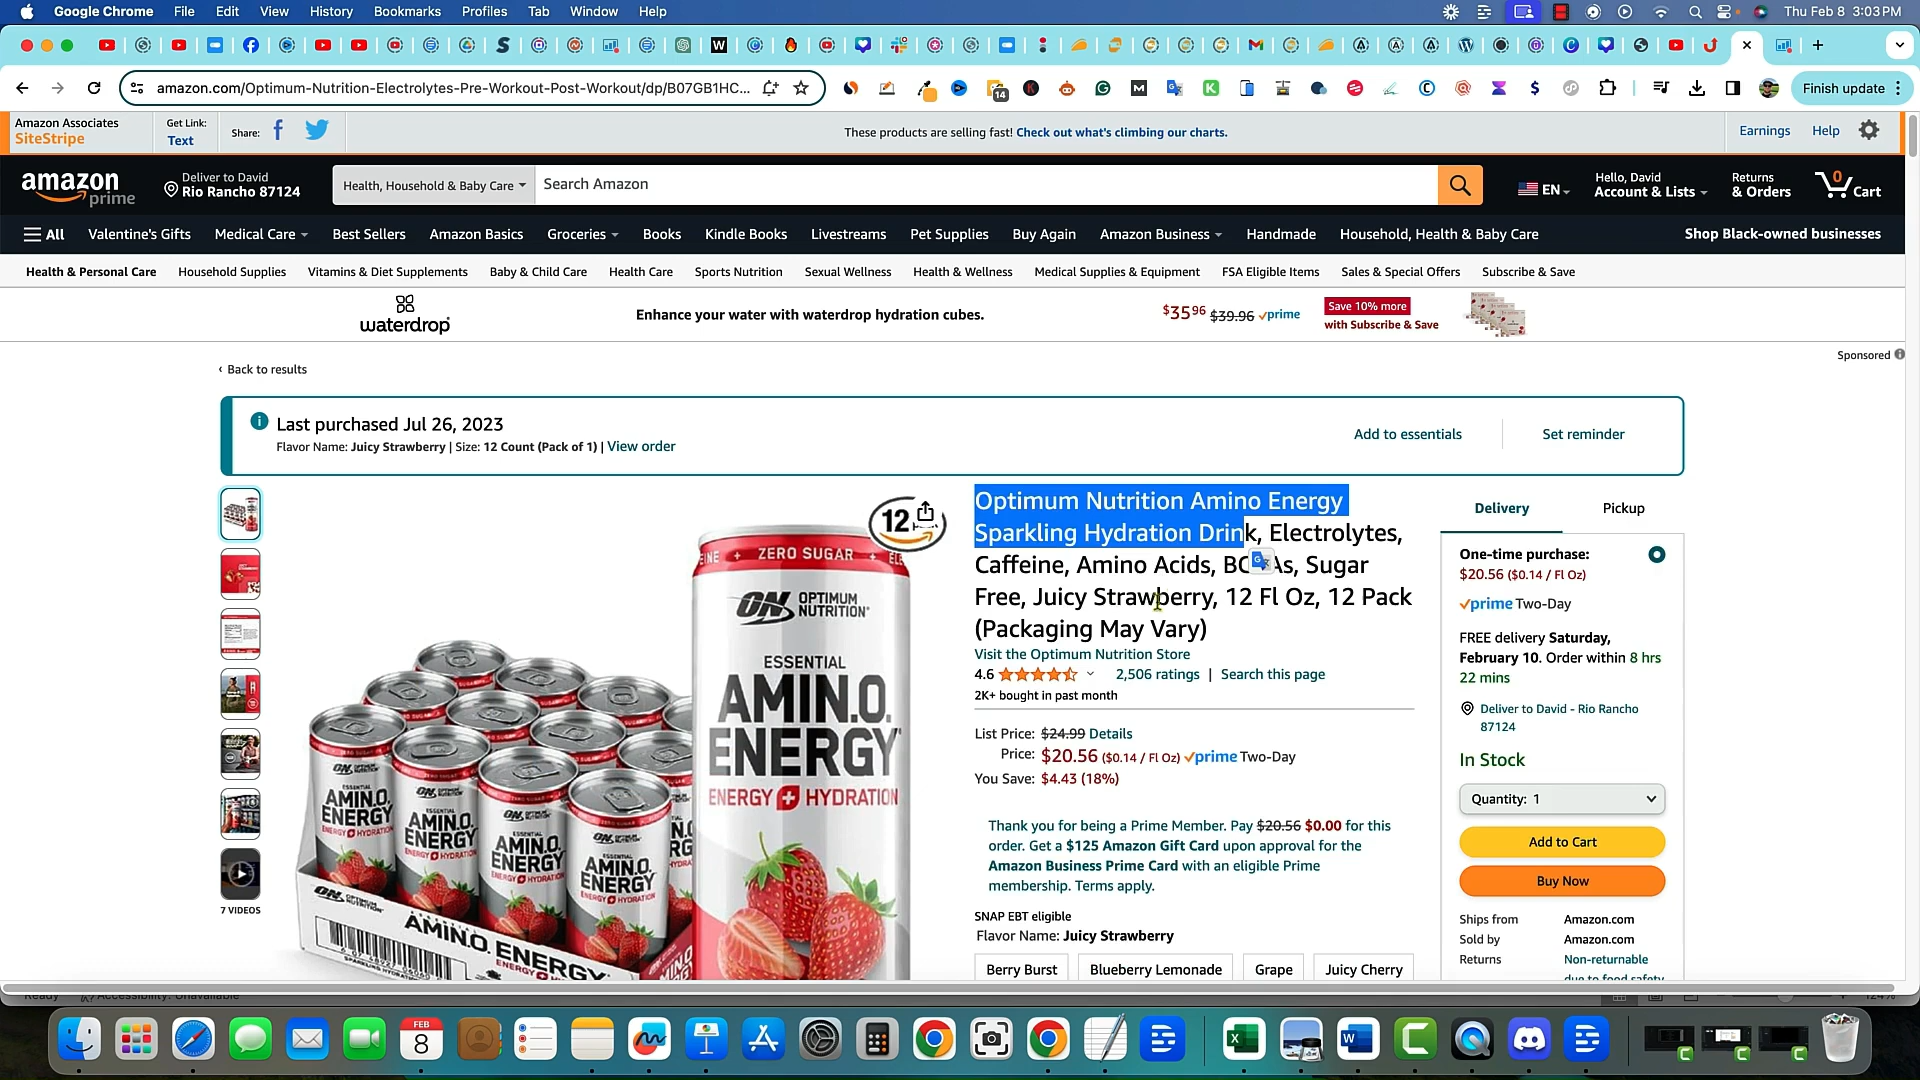 Google Chrome File Edit View History Bookmarks Profiles Tab Window Help
Thu Feb 8 3:03 PM
amazon.com/Optimum-Nutrition-Electrolytes-Pre-Workout-Post-Workout/dp/B07GB1HC...
14
Finish update
Amazon Associates
SiteStripe
Get Link:
Text
Share:
These products are selling fast! Check out what's climbing our charts.
Earnings
Help
amazon
prime
Deliver to David
Rio Rancho 87124
Health, Household & Baby Care
Search Amazon
EN
Hello, David
Account & Lists
Returns
& Orders
0
Cart
All Valentine's Gifts Medical Care Best Sellers Amazon Basics Groceries Books Kindle Books Livestreams Pet Supplies Buy Again Amazon Business Handmade Household, Health & Baby Care
Shop Black-owned businesses
Health & Personal Care Household Supplies Vitamins & Diet Supplements Baby & Child Care Health Care Sports Nutrition Sexual Wellness Health & Wellness Medical Supplies & Equipment FSA Eligible Items Sales & Special Offers Subscribe & Save
waterdrop
Enhance your water with waterdrop hydration cubes.
$35.96 $39.96 prime
Save 10% more
with Subscribe & Save
Sponsored
‹ Back to results
Last purchased Jul 26, 2023
Flavor Name: Juicy Strawberry | Size: 12 Count (Pack of 1) | View order
Add to essentials
Set reminder
7 VIDEOS
12
ZERO SUGAR
ON OPTIMUM NUTRITION
ESSENTIAL
AMIN.O.
ENERGY
ENERGY + HYDRATION
ON OPTIMUM NUTRITION
AMIN.O. ENERGY
Optimum Nutrition Amino Energy
Sparkling Hydration Drink, Electrolytes,
Caffeine, Amino Acids, BCAAs, Sugar
Free, Juicy Strawberry, 12 Fl Oz, 12 Pack
(Packaging May Vary)
Visit the Optimum Nutrition Store
4.6 2,506 ratings | Search this page
2K+ bought in past month
List Price: $24.99 Details
Price: $20.56 ($0.14 / Fl Oz) prime Two-Day
You Save: $4.43 (18%)
Thank you for being a Prime Member. Pay $20.56 $0.00 for this
order. Get a $125 Amazon Gift Card upon approval for the
Amazon Business Prime Card with an eligible Prime
membership. Terms apply.
SNAP EBT eligible
Flavor Name: Juicy Strawberry
Berry Burst
Blueberry Lemonade
Grape
Juicy Cherry
Delivery
Pickup
One-time purchase:
$20.56 ($0.14 / Fl Oz)
prime Two-Day
FREE delivery Saturday,
February 10. Order within 8 hrs
22 mins
Deliver to David - Rio Rancho
87124
In Stock
Quantity: 1
Add to Cart
Buy Now
Ships from Amazon.com
Sold by Amazon.com
Returns Non-returnable
due to food safety
Ready Accessibility: Unavailable
124%
FEB
8